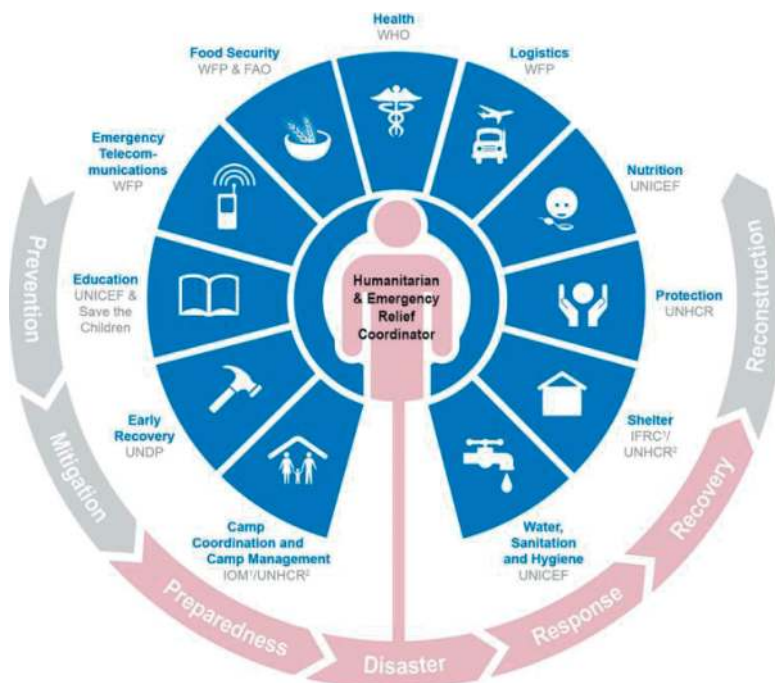 Health
WHO
Food Security
WFP & FAO
Logistics
WFP
Emergency
Telecom-
munications
WFP
Nutrition
UNICEF
Education
UNICEF &
Save the
Children
Humanitarian
& Emergency
Relief
Coordinator
Protection
UNHCR
Early
Recovery
UNDP
Shelter
IFRC¹/
UNHCR²
Camp
Coordination and
Camp Management
IOM¹/UNHCR²
Water,
Sanitation
and Hygiene
UNICEF
Prevention
Mitigation
Preparedness
Disaster
Response
Recovery
Reconstruction